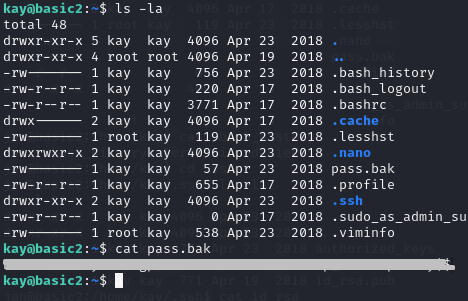 kay@basic2:~$ ls -la
total 48
drwxr-xr-x 5 kay  kay  4096 Apr 23  2018 .
drwxr-xr-x 4 root root 4096 Apr 19  2018 ..
-rw------- 1 kay  kay   756 Apr 23  2018 .bash_history
-rw-r--r-- 1 kay  kay   220 Apr 17  2018 .bash_logout
-rw-r--r-- 1 kay  kay  3771 Apr 17  2018 .bashrc
drwx------ 2 kay  kay  4096 Apr 17  2018 .cache
-rw------- 1 root kay   119 Apr 23  2018 .lesshst
drwxrwxr-x 2 kay  kay  4096 Apr 23  2018 .nano
-rw------- 1 kay  kay    57 Apr 23  2018 pass.bak
-rw-r--r-- 1 kay  kay   655 Apr 17  2018 .profile
drwxr-xr-x 2 kay  kay  4096 Apr 23  2018 .ssh
-rw-r--r-- 1 kay  kay     0 Apr 17  2018 .sudo_as_admin_su
-rw------- 1 root kay   538 Apr 23  2018 .viminfo
kay@basic2:~$ cat pass.bak
kay@basic2:~$